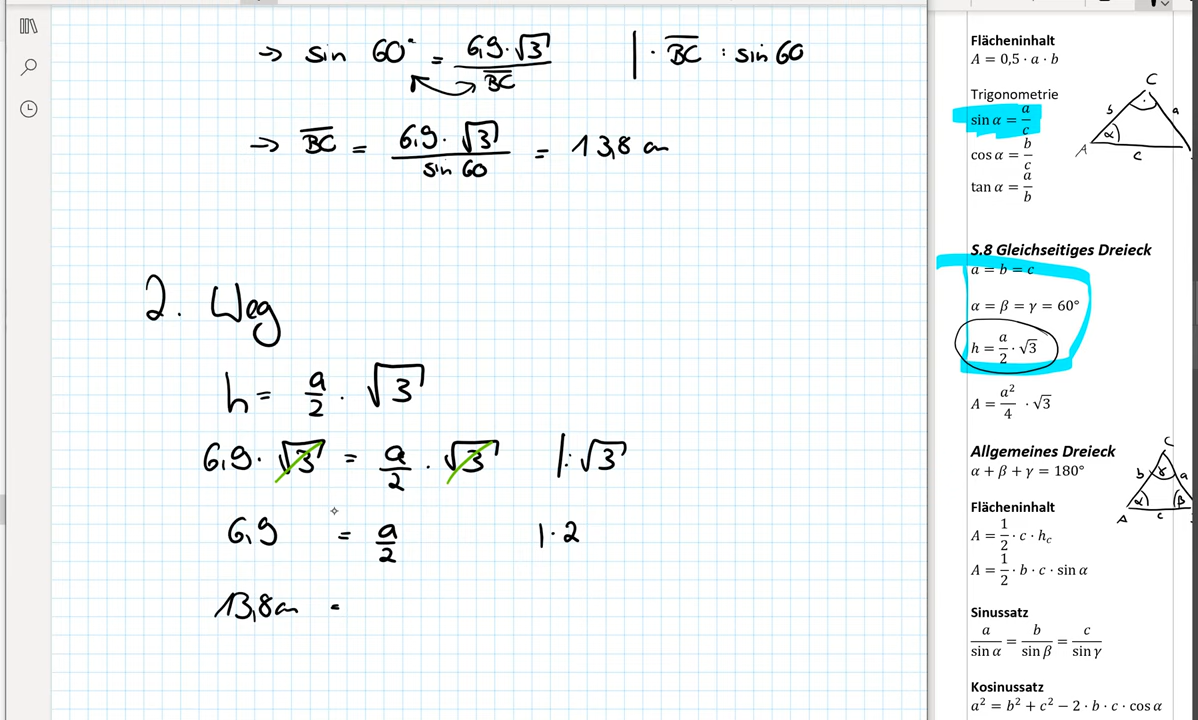 → sin 60° = 6,9·√3 / BC | · BC : sin 60
→ BC = 6,9·√3 / sin 60 = 13,8 cm
2. Weg
h = a/2 · √3
6,9·√3 = a/2 · √3 |:√3
6,9 = a/2 |·2
13,8cm =
Flächeninhalt
A = 0,5 · a · b
Trigonometrie
sin α = a/c
cos α = b/c
tan α = a/b
C
b a
α
A c
S.8 Gleichseitiges Dreieck
a = b = c
α = β = γ = 60°
h = a/2 · √3
A = a²/4 · √3
Allgemeines Dreieck
α + β + γ = 180°
C
b γ a
α β
A c
Flächeninhalt
A = 1/2 · c · h_c
A = 1/2 · b · c · sin α
Sinussatz
a/sin α = b/sin β = c/sin γ
Kosinussatz
a² = b² + c² − 2 · b · c · cos α